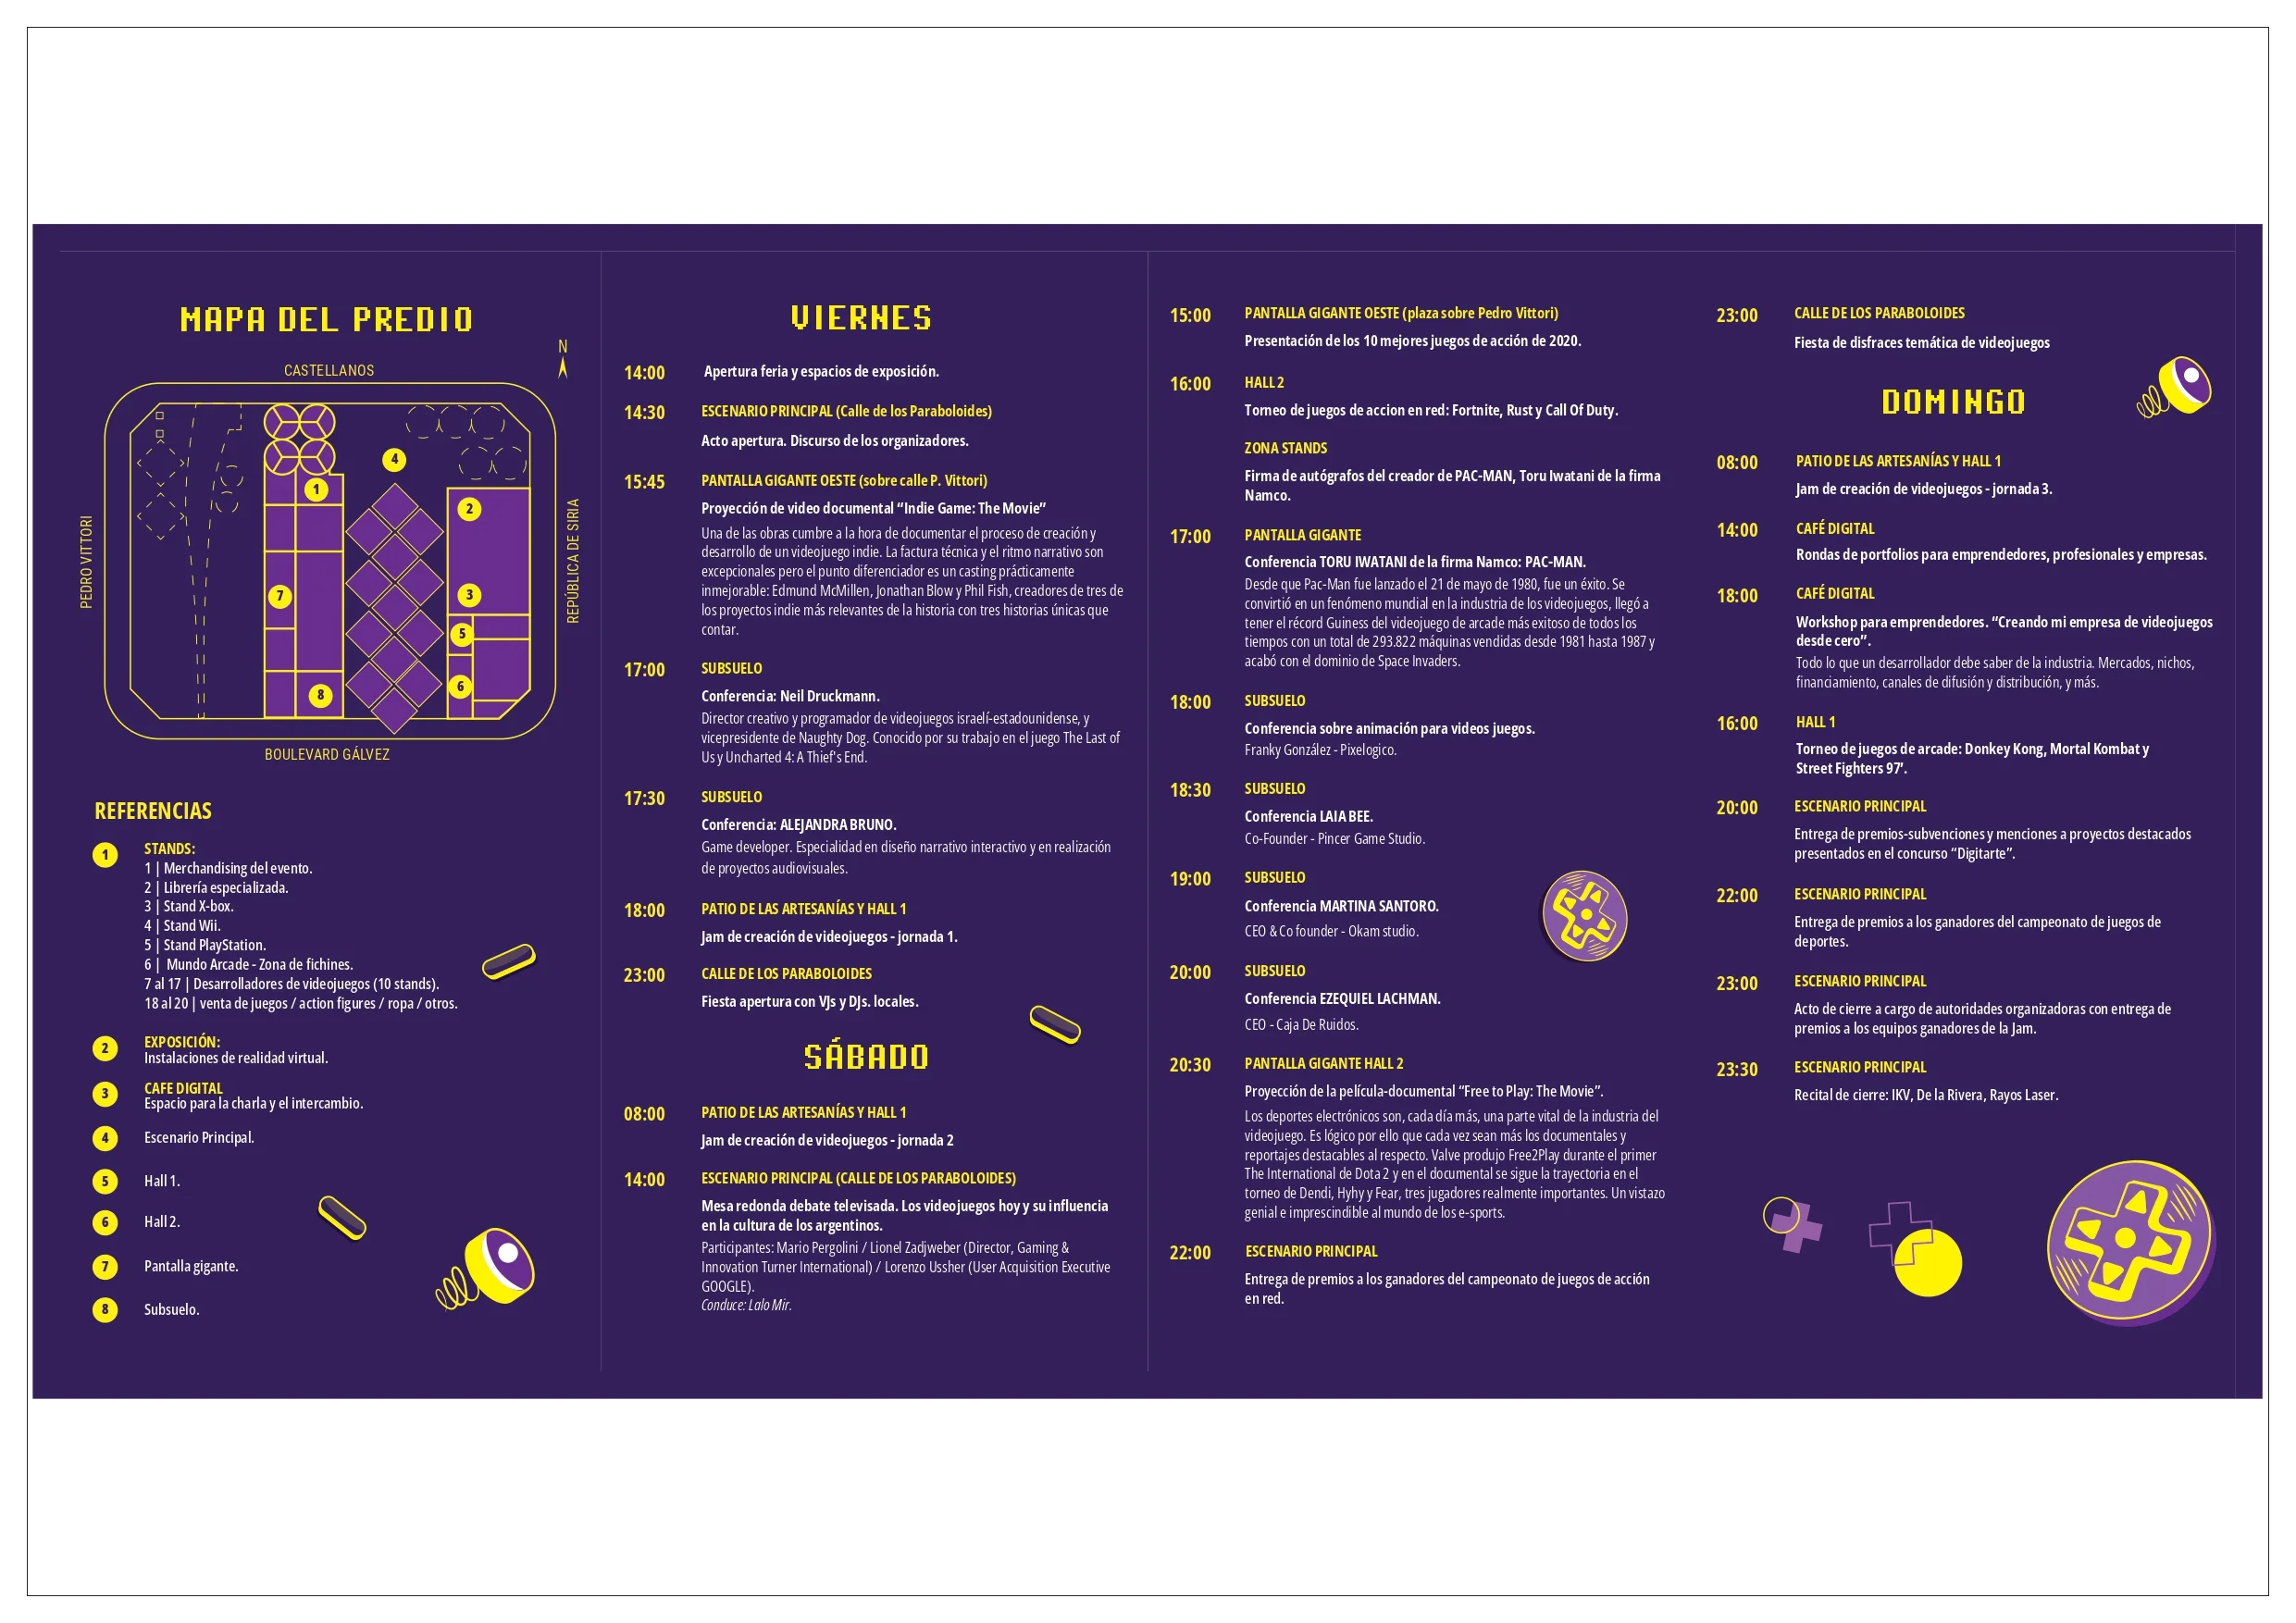 MAPA DEL PREDIO
N
CASTELLANOS
PEDRO VITTORI
REPÚBLICA DE SIRIA
1
2
3
4
5
6
7
8
BOULEVARD GÁLVEZ
REFERENCIAS
1
STANDS:
1 | Merchandising del evento.
2 | Librería especializada.
3 | Stand X-box.
4 | Stand Wii.
5 | Stand PlayStation.
6 | Mundo Arcade - Zona de fichines.
7 al 17 | Desarrolladores de videojuegos (10 stands).
18 al 20 | venta de juegos / action figures / ropa / otros.
2
EXPOSICIÓN:
Instalaciones de realidad virtual.
3
CAFE DIGITAL
Espacio para la charla y el intercambio.
4 Escenario Principal.
5 Hall 1.
6 Hall 2.
7 Pantalla gigante.
8 Subsuelo.
VIERNES
14:00 Apertura feria y espacios de exposición.
14:30 ESCENARIO PRINCIPAL (Calle de los Paraboloides)
Acto apertura. Discurso de los organizadores.
15:45 PANTALLA GIGANTE OESTE (sobre calle P. Vittori)
Proyección de video documental “Indie Game: The Movie”
Una de las obras cumbre a la hora de documentar el proceso de creación y
desarrollo de un videojuego indie. La factura técnica y el ritmo narrativo son
excepcionales pero el punto diferenciador es un casting prácticamente
inmejorable: Edmund McMillen, Jonathan Blow y Phil Fish, creadores de tres de
los proyectos indie más relevantes de la historia con tres historias únicas que
contar.
17:00 SUBSUELO
Conferencia: Neil Druckmann.
Director creativo y programador de videojuegos israelí-estadounidense, y
vicepresidente de Naughty Dog. Conocido por su trabajo en el juego The Last of
Us y Uncharted 4: A Thief's End.
17:30 SUBSUELO
Conferencia: ALEJANDRA BRUNO.
Game developer. Especialidad en diseño narrativo interactivo y en realización
de proyectos audiovisuales.
18:00 PATIO DE LAS ARTESANÍAS Y HALL 1
Jam de creación de videojuegos - jornada 1.
23:00 CALLE DE LOS PARABOLOIDES
Fiesta apertura con VJs y DJs. locales.
SÁBADO
08:00 PATIO DE LAS ARTESANÍAS Y HALL 1
Jam de creación de videojuegos - jornada 2
14:00 ESCENARIO PRINCIPAL (CALLE DE LOS PARABOLOIDES)
Mesa redonda debate televisada. Los videojuegos hoy y su influencia
en la cultura de los argentinos.
Participantes: Mario Pergolini / Lionel Zadjweber (Director, Gaming &
Innovation Turner International) / Lorenzo Ussher (User Acquisition Executive
GOOGLE).
Conduce: Lalo Mir.
15:00 PANTALLA GIGANTE OESTE (plaza sobre Pedro Vittori)
Presentación de los 10 mejores juegos de acción de 2020.
16:00 HALL 2
Torneo de juegos de accion en red: Fortnite, Rust y Call Of Duty.
ZONA STANDS
Firma de autógrafos del creador de PAC-MAN, Toru Iwatani de la firma
Namco.
17:00 PANTALLA GIGANTE
Conferencia TORU IWATANI de la firma Namco: PAC-MAN.
Desde que Pac-Man fue lanzado el 21 de mayo de 1980, fue un éxito. Se
convirtió en un fenómeno mundial en la industria de los videojuegos, llegó a
tener el récord Guiness del videojuego de arcade más exitoso de todos los
tiempos con un total de 293.822 máquinas vendidas desde 1981 hasta 1987 y
acabó con el dominio de Space Invaders.
18:00 SUBSUELO
Conferencia sobre animación para videos juegos.
Franky González - Pixelogico.
18:30 SUBSUELO
Conferencia LAIA BEE.
Co-Founder - Pincer Game Studio.
19:00 SUBSUELO
Conferencia MARTINA SANTORO.
CEO & Co founder - Okam studio.
20:00 SUBSUELO
Conferencia EZEQUIEL LACHMAN.
CEO - Caja De Ruidos.
20:30 PANTALLA GIGANTE HALL 2
Proyección de la película-documental “Free to Play: The Movie”.
Los deportes electrónicos son, cada día más, una parte vital de la industria del
videojuego. Es lógico por ello que cada vez sean más los documentales y
reportajes destacables al respecto. Valve produjo Free2Play durante el primer
The International de Dota 2 y en el documental se sigue la trayectoria en el
torneo de Dendi, Hyhy y Fear, tres jugadores realmente importantes. Un vistazo
genial e imprescindible al mundo de los e-sports.
22:00 ESCENARIO PRINCIPAL
Entrega de premios a los ganadores del campeonato de juegos de acción
en red.
23:00 CALLE DE LOS PARABOLOIDES
Fiesta de disfraces temática de videojuegos
DOMINGO
08:00 PATIO DE LAS ARTESANÍAS Y HALL 1
Jam de creación de videojuegos - jornada 3.
14:00 CAFÉ DIGITAL
Rondas de portfolios para emprendedores, profesionales y empresas.
18:00 CAFÉ DIGITAL
Workshop para emprendedores. “Creando mi empresa de videojuegos
desde cero”.
Todo lo que un desarrollador debe saber de la industria. Mercados, nichos,
financiamiento, canales de difusión y distribución, y más.
16:00 HALL 1
Torneo de juegos de arcade: Donkey Kong, Mortal Kombat y
Street Fighters 97'.
20:00 ESCENARIO PRINCIPAL
Entrega de premios-subvenciones y menciones a proyectos destacados
presentados en el concurso “Digitarte”.
22:00 ESCENARIO PRINCIPAL
Entrega de premios a los ganadores del campeonato de juegos de
deportes.
23:00 ESCENARIO PRINCIPAL
Acto de cierre a cargo de autoridades organizadoras con entrega de
premios a los equipos ganadores de la Jam.
23:30 ESCENARIO PRINCIPAL
Recital de cierre: IKV, De la Rivera, Rayos Laser.